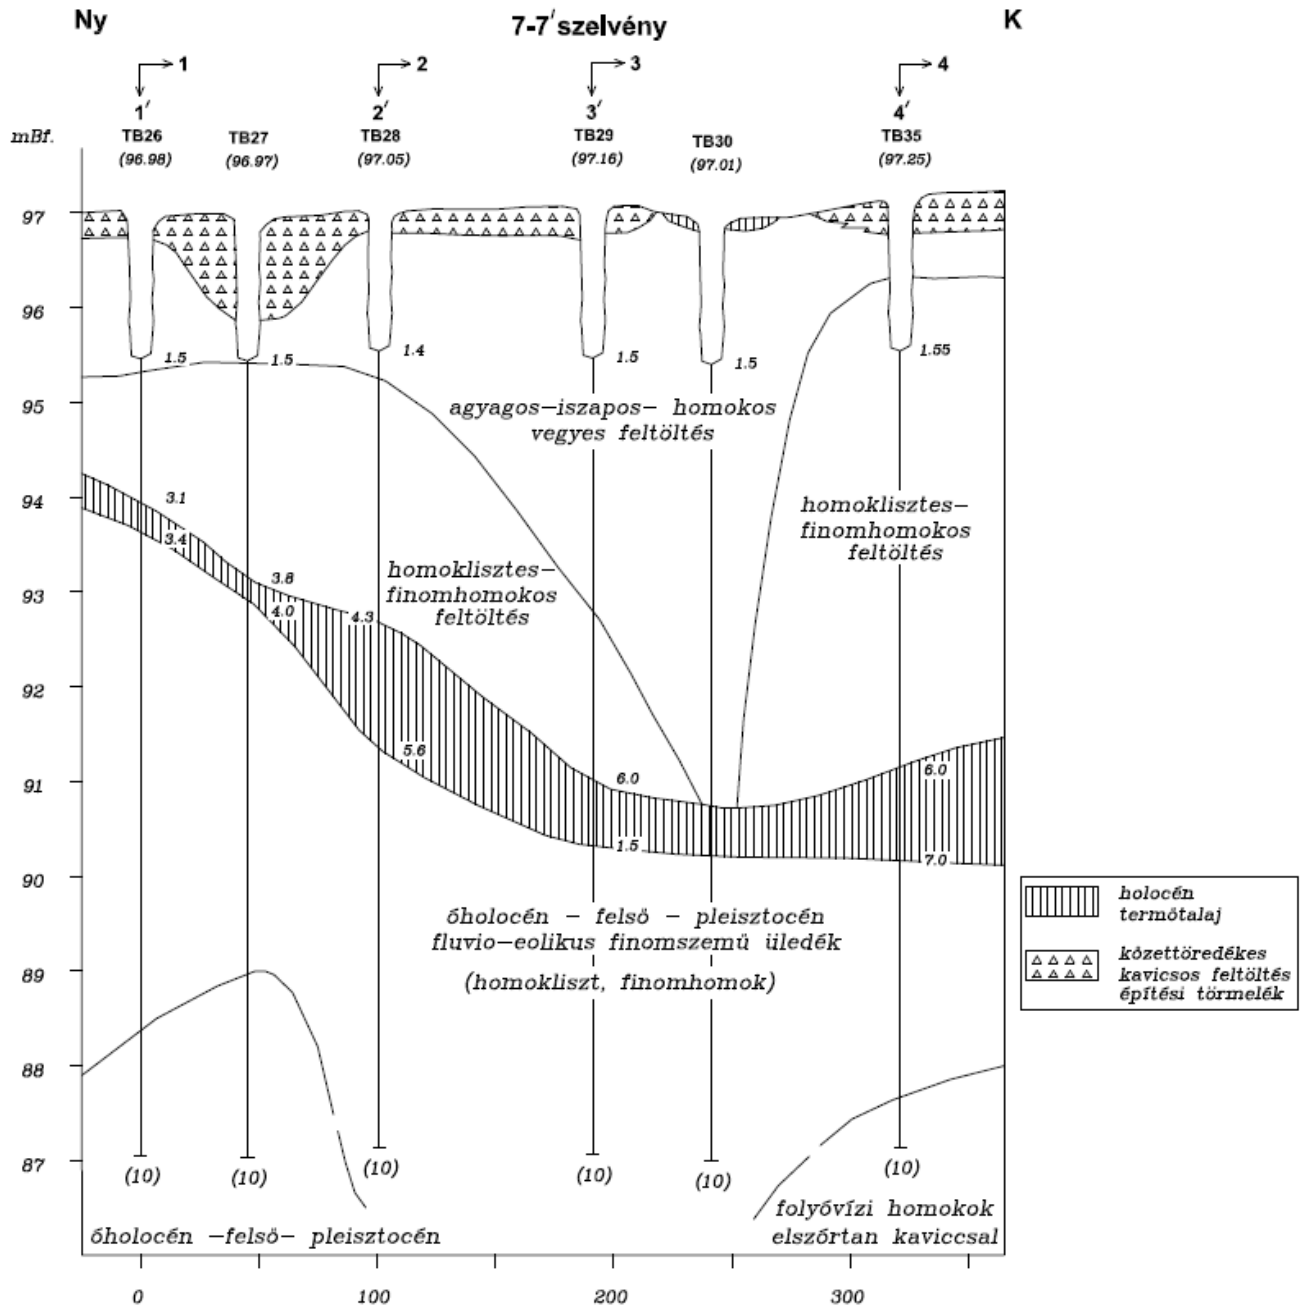 Ny
7-7′ szelvény
K
1
2
3
4
1′
2′
3′
4′
mBf.
TB26
(96.98)
TB27
(96.97)
TB28
(97.05)
TB29
(97.16)
TB30
(97.01)
TB35
(97.25)
97
96
1.5
1.5
1.4
1.5
1.5
1.55
95
agyagos-iszapos- homokos
vegyes feltöltés
94
3.1
3.4
homoklisztes-
finomhomokos
feltöltés
93
3.8
4.0
4.3
homoklisztes-
finomhomokos
feltöltés
92
5.6
91
6.0
1.5
6.0
7.0
90
óholocén - felsö - pleisztocén
fluvio-eolikus finomszemü üledék
(homokliszt, finomhomok)
holocén
termőtalaj
kőzettöredékes
kavicsos feltöltés
építési törmelék
89
88
87
(10)
(10)
(10)
(10)
(10)
(10)
folyóvízi homokok
elszórtan kaviccsal
óholocén -felsö- pleisztocén
0
100
200
300